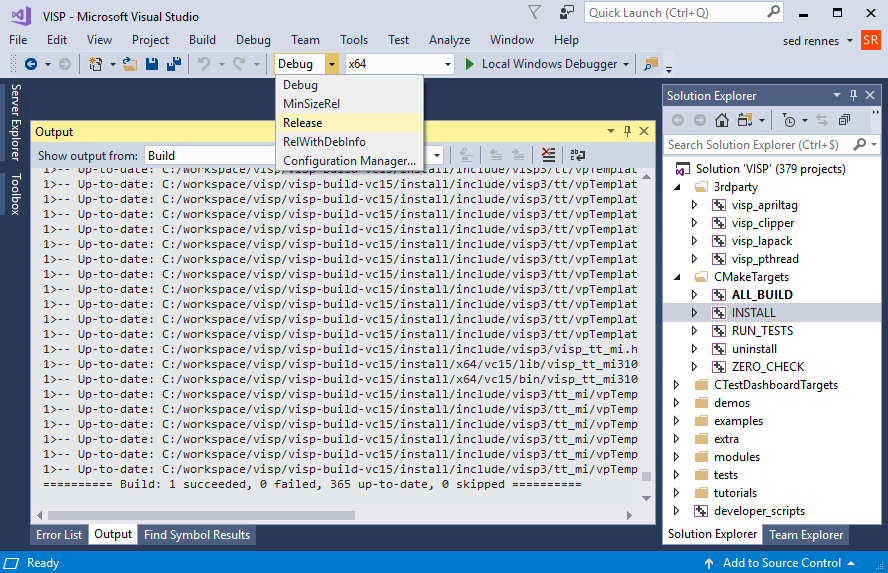 VISP - Microsoft Visual Studio
Quick Launch (Ctrl+Q)
File Edit View Project Build Debug Team Tools Test Analyze Window Help
sed rennes
SR
Debug x64 Local Windows Debugger
Debug
MinSizeRel
Release
RelWithDebInfo
Configuration Manager...
Server Explorer
Toolbox
Output
Show output from: Build
1>-- Up-to-date: C:/workspace/visp/visp-build-vc15/install/include/visp3/tt/vpTemplat
1>-- Up-to-date: C:/workspace/visp/visp-build-vc15/install/include/visp3/tt/vpTemplat
1>-- Up-to-date: C:/workspace/visp/visp-build-vc15/install/include/visp3/tt/vpTemplat
1>-- Up-to-date: C:/workspace/visp/visp-build-vc15/install/include/visp3/tt/vpTemplat
1>-- Up-to-date: C:/workspace/visp/visp-build-vc15/install/include/visp3/tt/vpTemplat
1>-- Up-to-date: C:/workspace/visp/visp-build-vc15/install/include/visp3/tt/vpTemplat
1>-- Up-to-date: C:/workspace/visp/visp-build-vc15/install/include/visp3/tt/vpTemplat
1>-- Up-to-date: C:/workspace/visp/visp-build-vc15/install/include/visp3/tt/vpTemplat
1>-- Up-to-date: C:/workspace/visp/visp-build-vc15/install/include/visp3/tt/vpTemplat
1>-- Up-to-date: C:/workspace/visp/visp-build-vc15/install/include/visp3/tt/vpTemplat
1>-- Up-to-date: C:/workspace/visp/visp-build-vc15/install/include/visp3/tt/vpTemplat
1>-- Up-to-date: C:/workspace/visp/visp-build-vc15/install/include/visp3/tt/vpTemplat
1>-- Up-to-date: C:/workspace/visp/visp-build-vc15/install/include/visp3/visp_tt_mi.h
1>-- Up-to-date: C:/workspace/visp/visp-build-vc15/install/x64/vc15/lib/visp_tt_mi310
1>-- Up-to-date: C:/workspace/visp/visp-build-vc15/install/x64/vc15/bin/visp_tt_mi310
1>-- Up-to-date: C:/workspace/visp/visp-build-vc15/install/include/visp3/tt_mi/vpTemp
1>-- Up-to-date: C:/workspace/visp/visp-build-vc15/install/include/visp3/tt_mi/vpTemp
1>-- Up-to-date: C:/workspace/visp/visp-build-vc15/install/include/visp3/tt_mi/vpTemp
1>-- Up-to-date: C:/workspace/visp/visp-build-vc15/install/include/visp3/tt_mi/vpTemp
1>-- Up-to-date: C:/workspace/visp/visp-build-vc15/install/include/visp3/tt_mi/vpTemp
1>-- Up-to-date: C:/workspace/visp/visp-build-vc15/install/include/visp3/tt_mi/vpTemp
========== Build: 1 succeeded, 0 failed, 365 up-to-date, 0 skipped ==========
Error List Output Find Symbol Results
Solution Explorer
Search Solution Explorer (Ctrl+$)
Solution 'VISP' (379 projects)
3rdparty
visp_apriltag
visp_clipper
visp_lapack
visp_pthread
CMakeTargets
ALL_BUILD
INSTALL
RUN_TESTS
uninstall
ZERO_CHECK
CTestDashboardTargets
demos
examples
extra
modules
tests
tutorials
developer_scripts
Solution Explorer Team Explorer
Ready
Add to Source Control